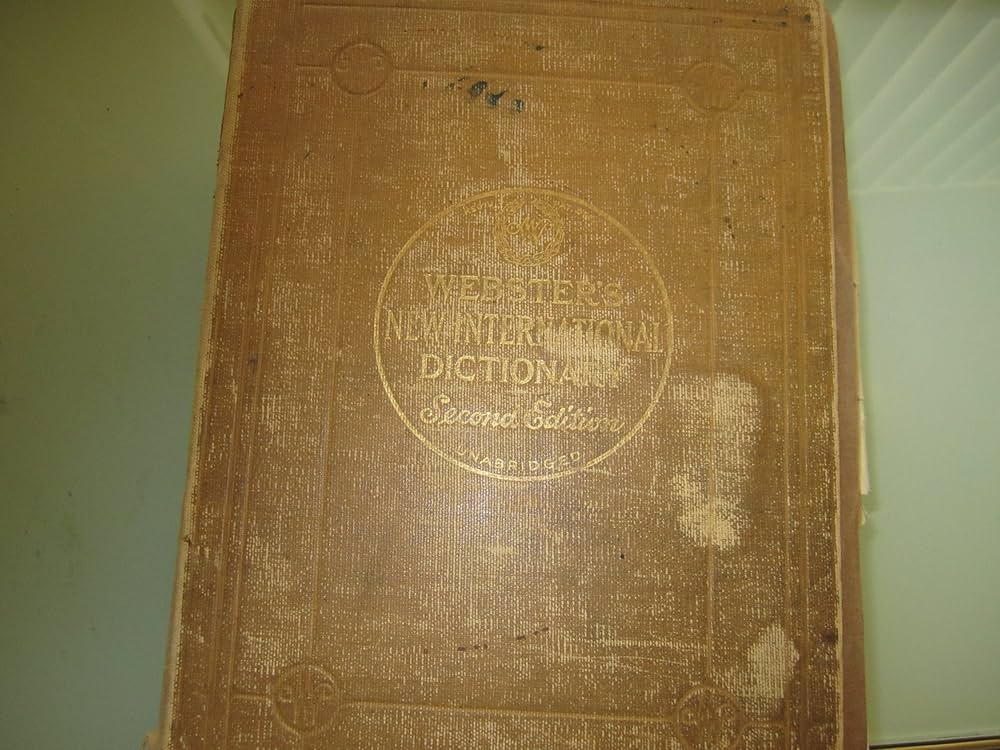 WEBSTER'S
NEW INTERNATIONAL
DICTIONARY
Second Edition
UNABRIDGED